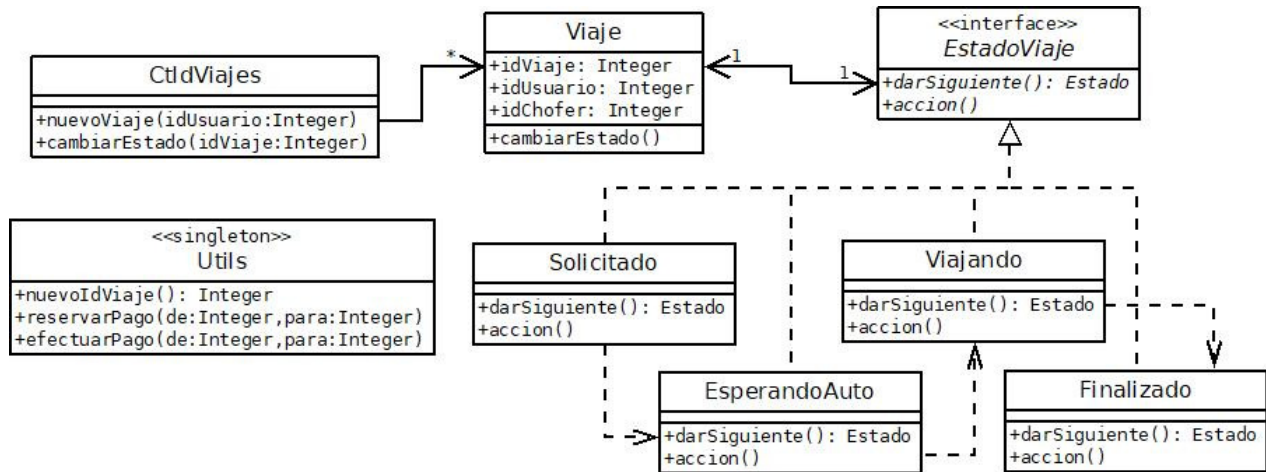 CtIdViajes
+nuevoViaje(idUsuario:Integer)
+cambiarEstado(idViaje:Integer)
*
Viaje
+idViaje: Integer
+idUsuario: Integer
+idChofer: Integer
+cambiarEstado()
1
1
<<interface>>
EstadoViaje
+darSiguiente(): Estado
+accion()
<<singleton>>
Utils
+nuevoIdViaje(): Integer
+reservarPago(de:Integer,para:Integer)
+efectuarPago(de:Integer,para:Integer)
Solicitado
+darSiguiente(): Estado
+accion()
Viajando
+darSiguiente(): Estado
+accion()
EsperandoAuto
+darSiguiente(): Estado
+accion()
Finalizado
+darSiguiente(): Estado
+accion()